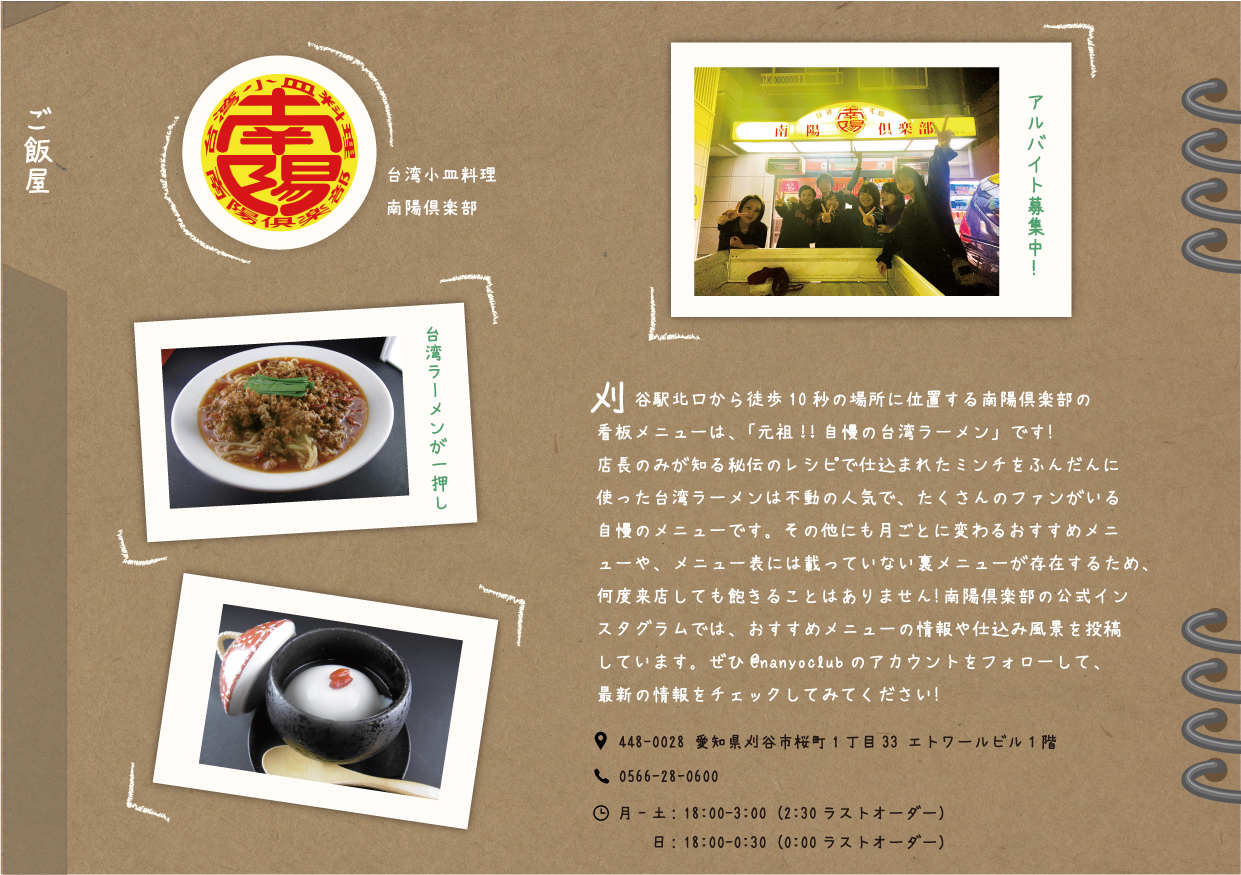 ご飯屋
台湾小皿料理
南陽
南陽倶楽部
台湾小皿料理
南陽倶楽部
台湾ラーメンが一押し
南陽倶楽部
アルバイト募集中!
刈谷駅北口から徒歩10秒の場所に位置する南陽倶楽部の
看板メニューは、「元祖!!自慢の台湾ラーメン」です!
店長のみが知る秘伝のレシピで仕込まれたミンチをふんだんに
使った台湾ラーメンは不動の人気で、たくさんのファンがいる
自慢のメニューです。その他にも月ごとに変わるおすすめメニ
ューや、メニュー表には載っていない裏メニューが存在するため、
何度来店しても飽きることはありません!南陽倶楽部の公式イン
スタグラムでは、おすすめメニューの情報や仕込み風景を投稿
しています。ぜひ@nanyoclubのアカウントをフォローして、
最新の情報をチェックしてみてください!
448-0028 愛知県刈谷市桜町1丁目33 エトワールビル1階
0566-28-0600
月-土:18:00-3:00 (2:30ラストオーダー)
日:18:00-0:30 (0:00ラストオーダー)